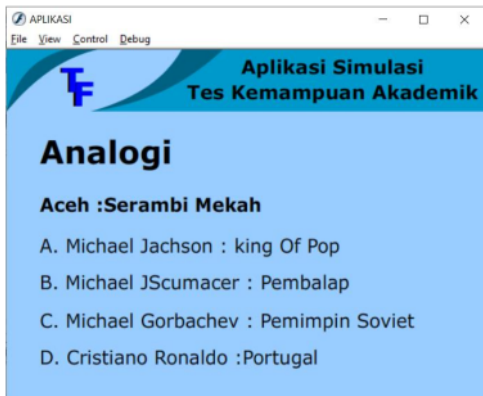 APLIKASI
File View Control Debug
TF
Aplikasi Simulasi
Tes Kemampuan Akademik
Analogi
Aceh :Serambi Mekah
A. Michael Jachson : king Of Pop
B. Michael JScumacer : Pembalap
C. Michael Gorbachev : Pemimpin Soviet
D. Cristiano Ronaldo :Portugal